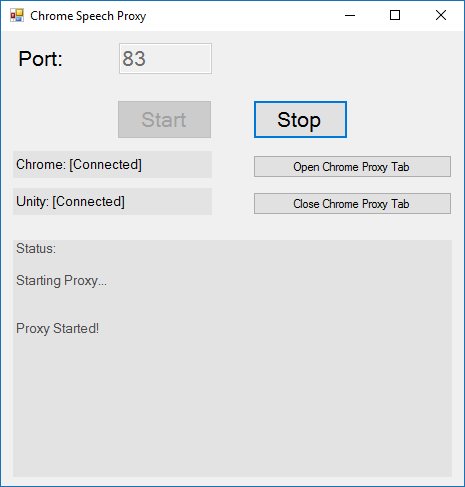 Chrome Speech Proxy
Port: 83
Start Stop
Chrome: [Connected] Open Chrome Proxy Tab
Unity: [Connected] Close Chrome Proxy Tab
Status:
Starting Proxy...
Proxy Started!